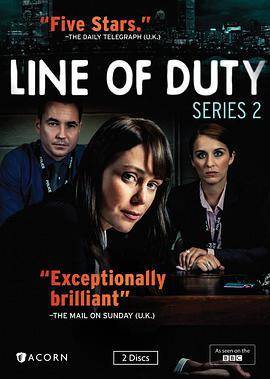 "Five Stars."
–THE DAILY TELEGRAPH (U.K.)
LINE OF DUTY
SERIES 2
"Exceptionally
brilliant"
–THE MAIL ON SUNDAY (U.K.)
ACORN
2 Discs
As seen
on the
BBC